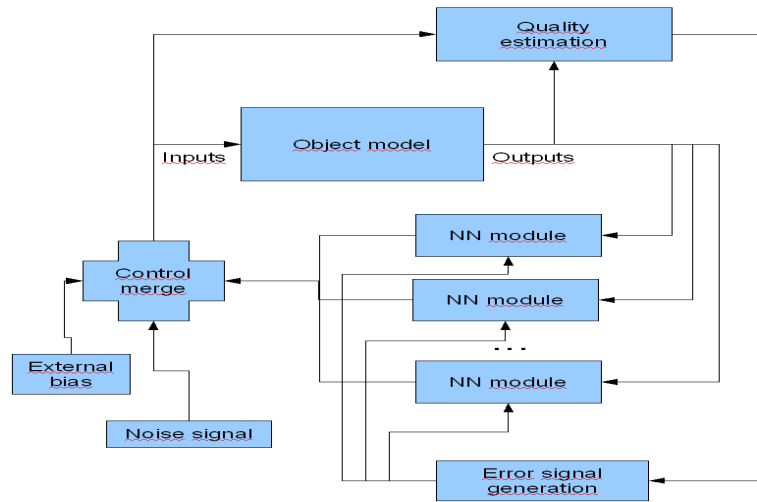 Quality
estimation
Object model
Inputs
Outputs
NN module
Control
merge
NN module
...
External
bias
NN module
Noise signal
Error signal
generation